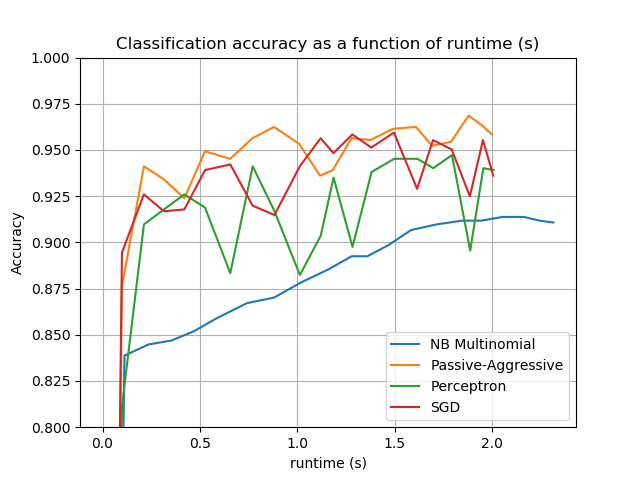 Classification accuracy as a function of runtime (s)
1.000
0.975
0.950
0.925
0.900
0.875
0.850
0.825
0.800
Accuracy
NB Multinomial
Passive-Aggressive
Perceptron
SGD
0.0 0.5 1.0 1.5 2.0
runtime (s)